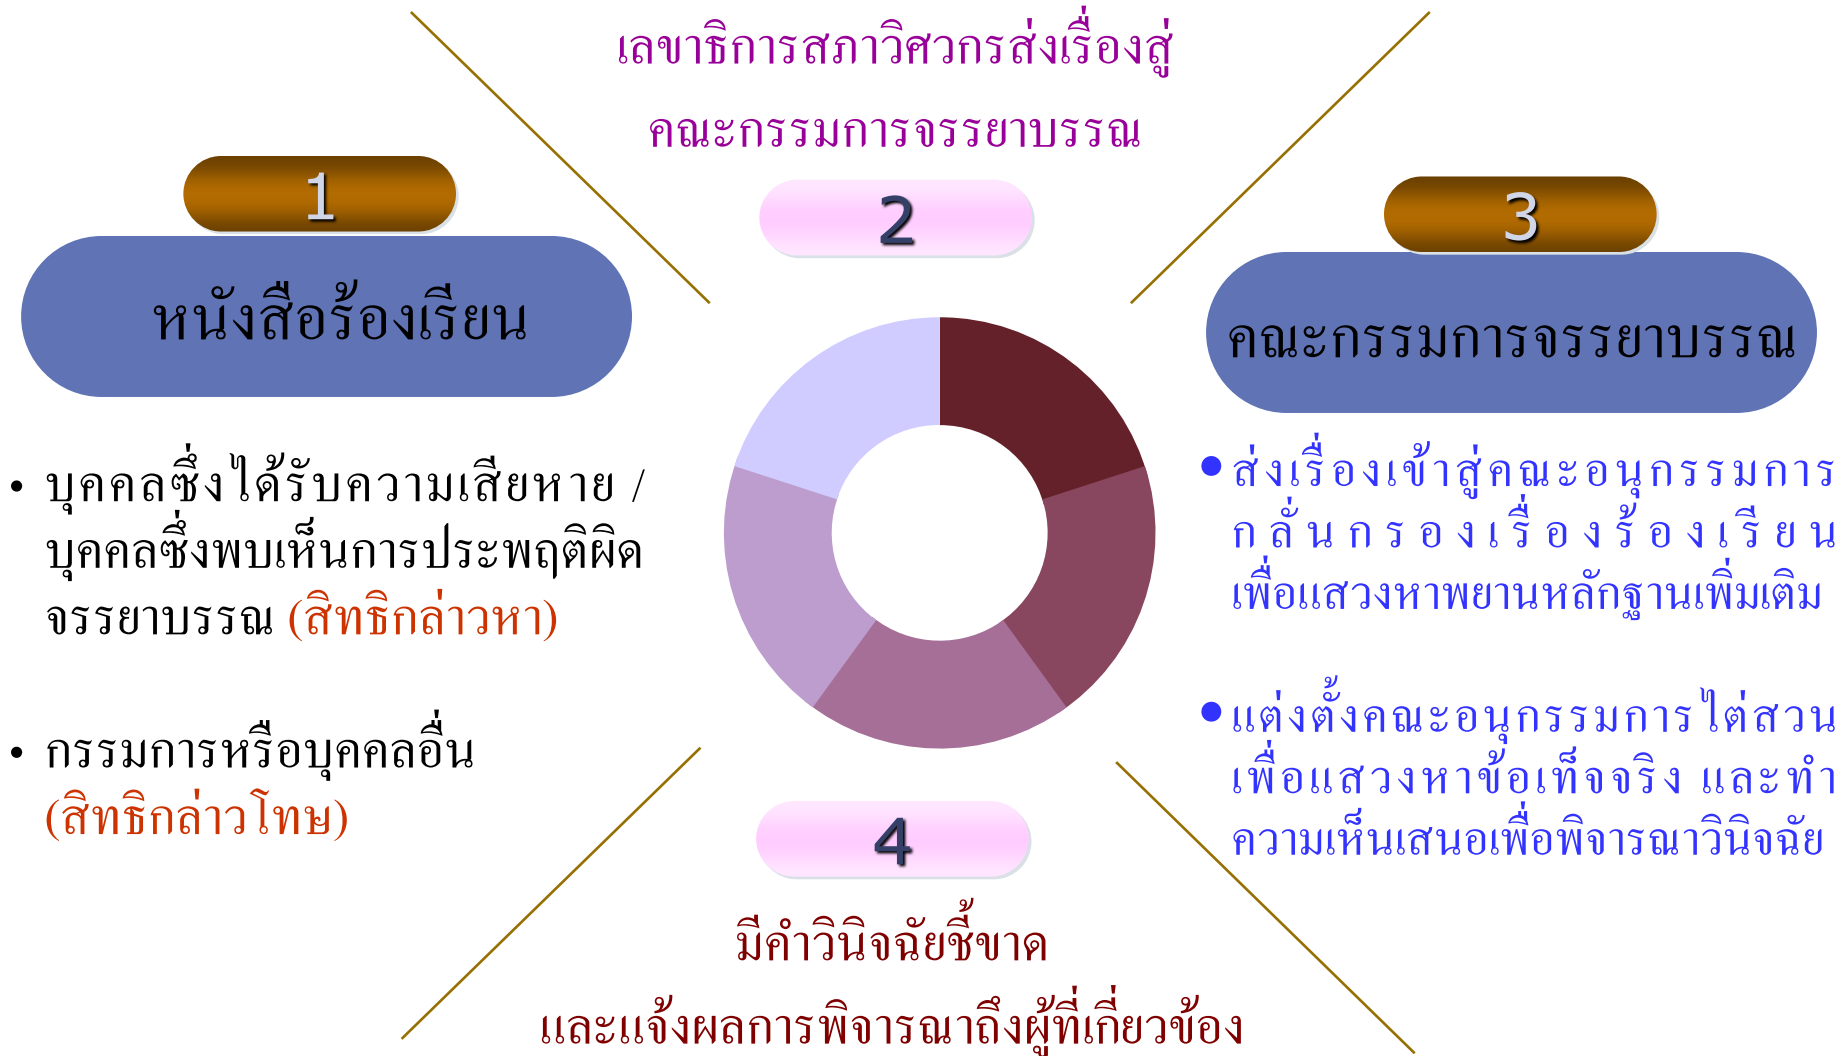 1
หนังสือร้องเรียน
• บุคคลซึ่งได้รับความเสียหาย /
บุคคลซึ่งพบเห็นการประพฤติผิด
จรรยาบรรณ (สิทธิกล่าวหา)
• กรรมการหรือบุคคลอื่น
(สิทธิกล่าวโทษ)
เลขาธิการสภาวิศวกรส่งเรื่องสู่
คณะกรรมการจรรยาบรรณ
2
3
คณะกรรมการจรรยาบรรณ
• ส่งเรื่องเข้าสู่คณะอนุกรรมการ
กลั่นกรองเรื่องร้องเรียน
เพื่อแสวงหาพยานหลักฐานเพิ่มเติม
• แต่งตั้งคณะอนุกรรมการไต่สวน
เพื่อแสวงหาข้อเท็จจริง และทำ
ความเห็นเสนอเพื่อพิจารณาวินิจฉัย
4
มีคำวินิจฉัยชี้ขาด
และแจ้งผลการพิจารณาถึงผู้ที่เกี่ยวข้อง